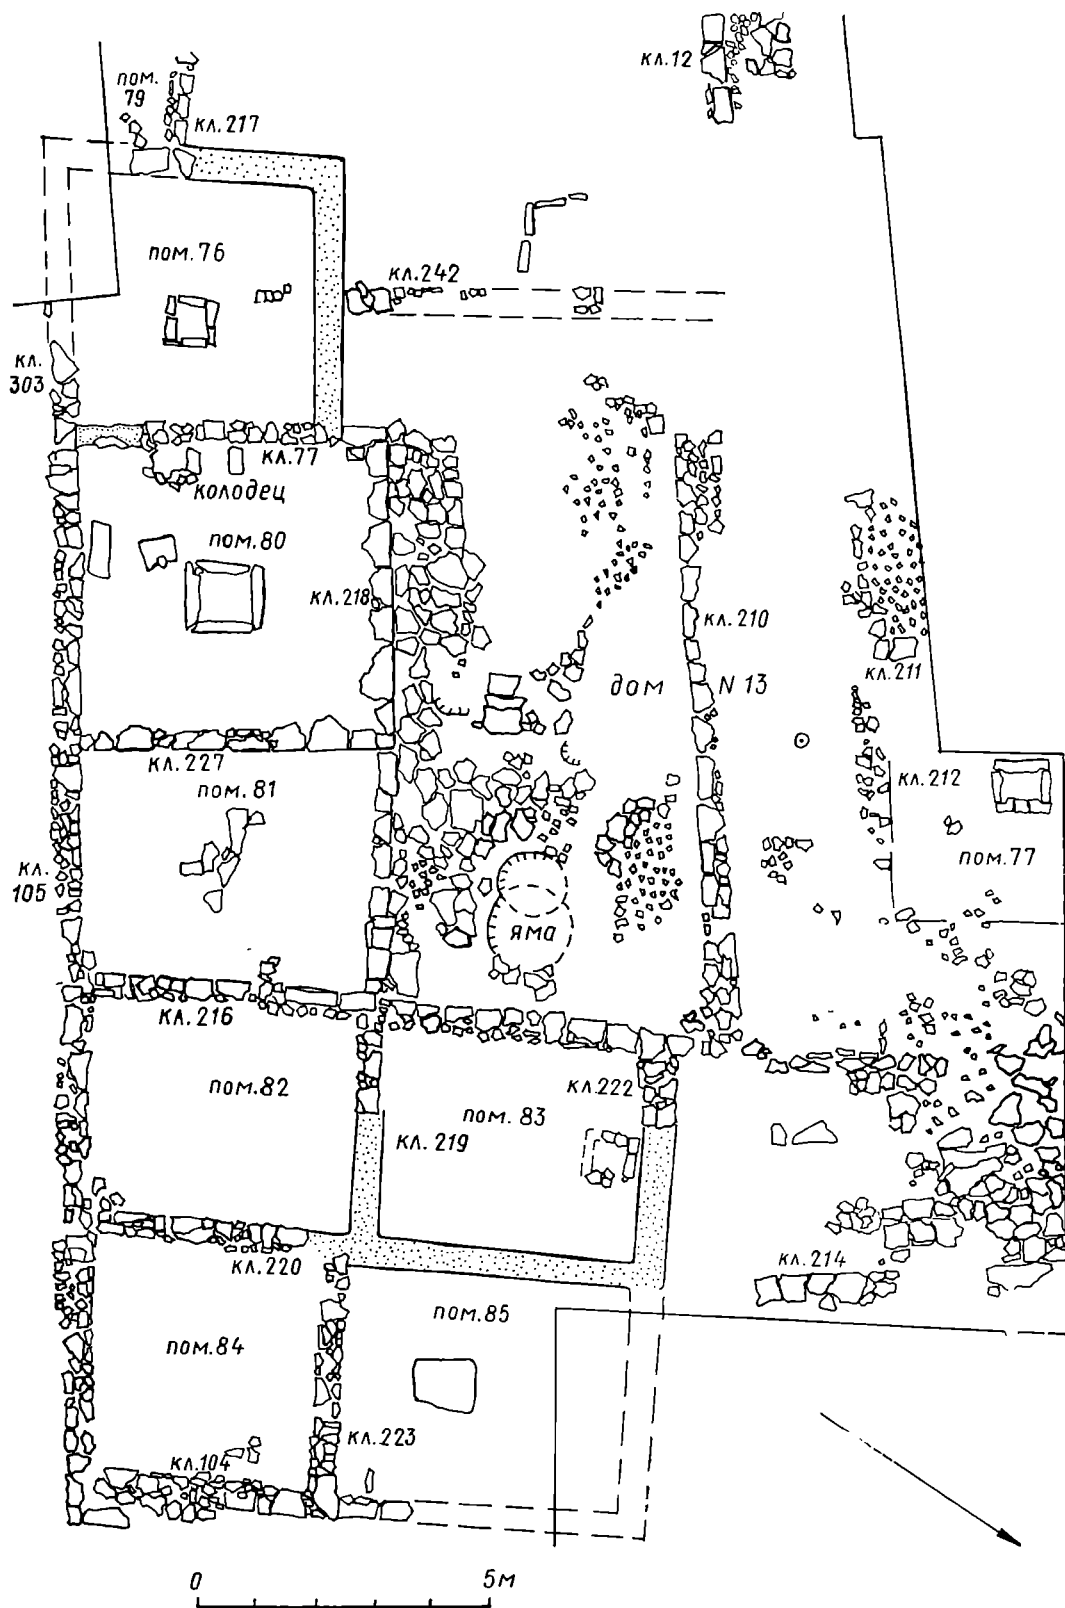 кл.12
пом.
79
кл.217
пом.76
кл.242
кл.
303
кл.77
колодец
пом.80
кл.218
кл.210
кл.211
дом N 13
кл.227
пом.81
кл.212
пом.77
кл.
105
яма
кл.216
пом.82
пом.83
кл.222
кл.219
кл.220
кл.214
пом.85
пом.84
кл.223
кл.104
0 5м